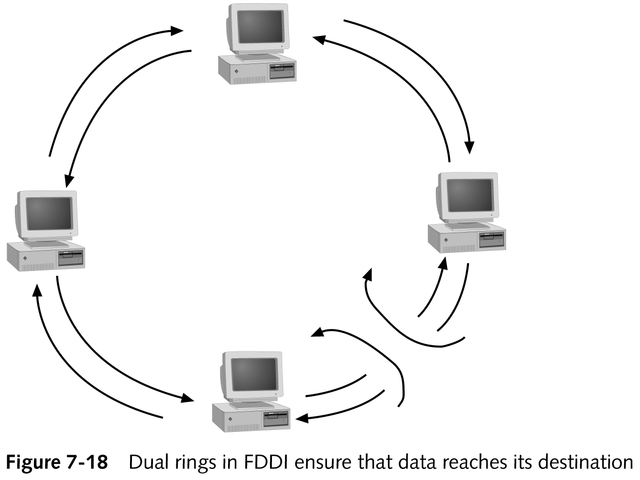 Figure 7-18 Dual rings in FDDI ensure that data reaches its destination